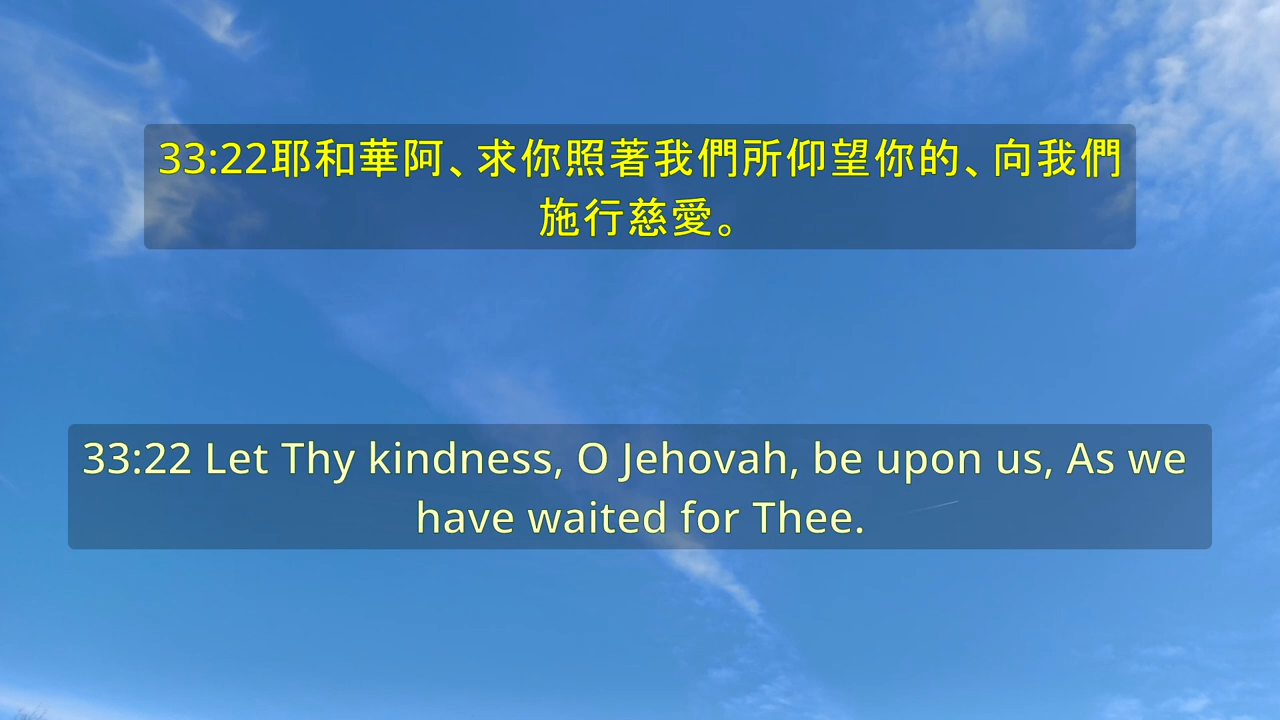 33:22耶和華阿、求你照著我們所仰望你的、向我們
施行慈愛。
33:22 Let Thy kindness, O Jehovah, be upon us, As we
have waited for Thee.